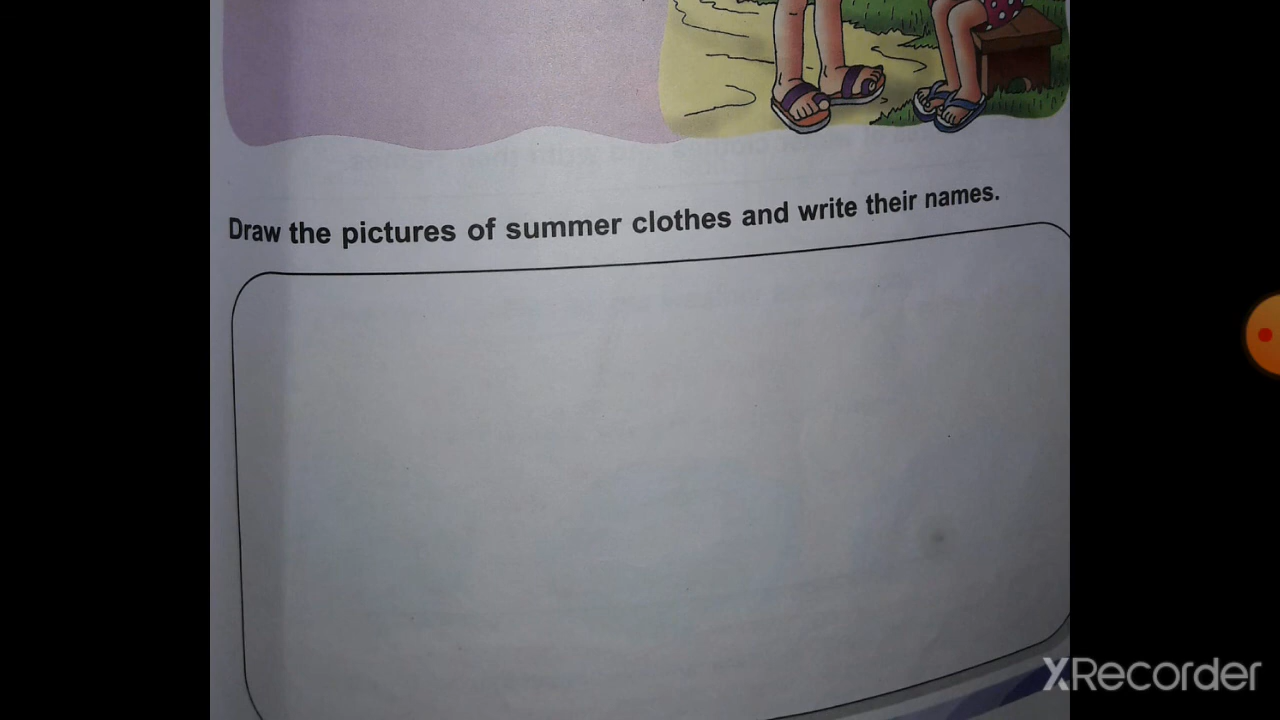 Draw the pictures of summer clothes and write their names.
XRecorder